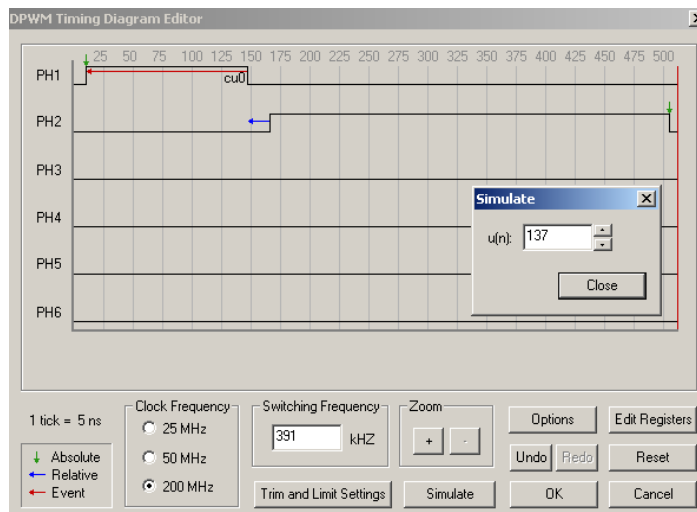 DPWM Timing Diagram Editor
25 50 75 100 125 150 175 200 225 250 275 300 325 350 375 400 425 450 475 500
PH1
cu0
PH2
PH3
PH4
PH5
PH6
Simulate
u(n): 137
Close
1 tick = 5 ns
Absolute
Relative
Event
Clock Frequency
25 MHz
50 MHz
200 MHz
Switching Frequency
391 kHZ
Zoom
+ -
Trim and Limit Settings
Simulate
Options
Edit Registers
Undo
Redo
Reset
OK
Cancel